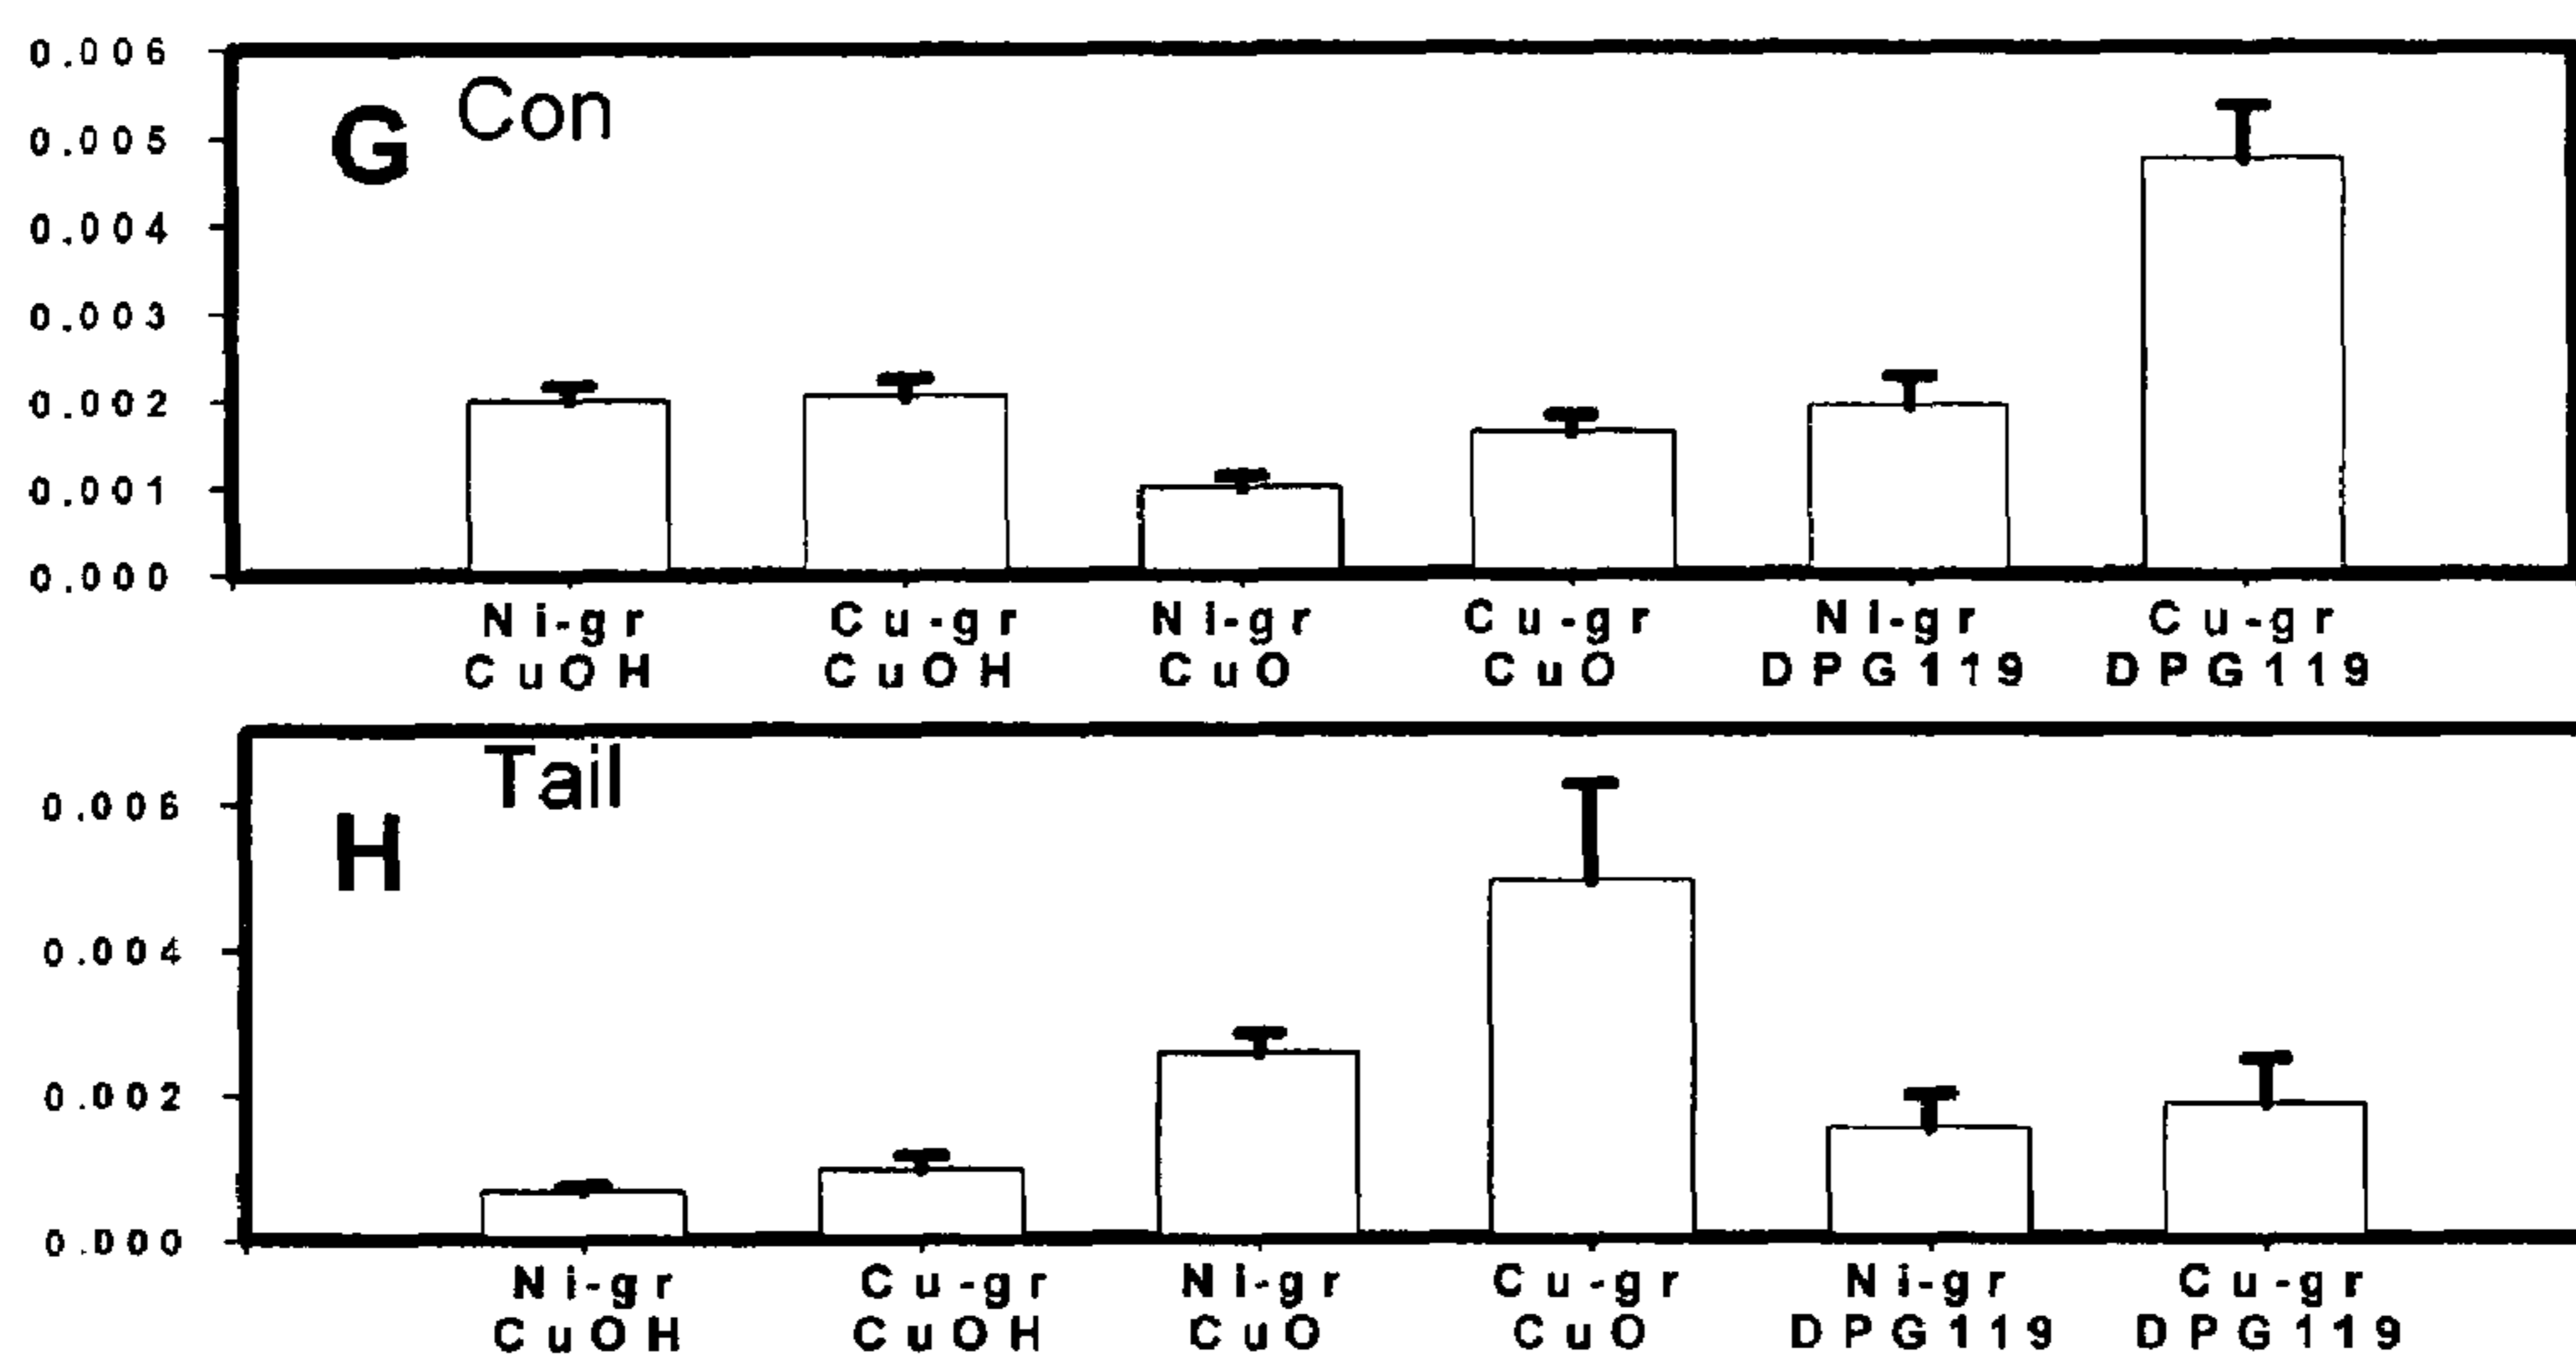 0.006
G Con
0.005
0.004
0.003
0.002
0.001
0.000
Ni-gr Cu-gr Ni-gr Cu-gr Ni-gr Cu-gr
CuOH CuOH CuO CuO DPG119 DPG119
Tail
0.006
H
0.004
0.002
0.000
Ni-gr Cu-gr Ni-gr Cu-gr Ni-gr Cu-gr
CuOH CuOH CuO CuO DPG119 DPG119